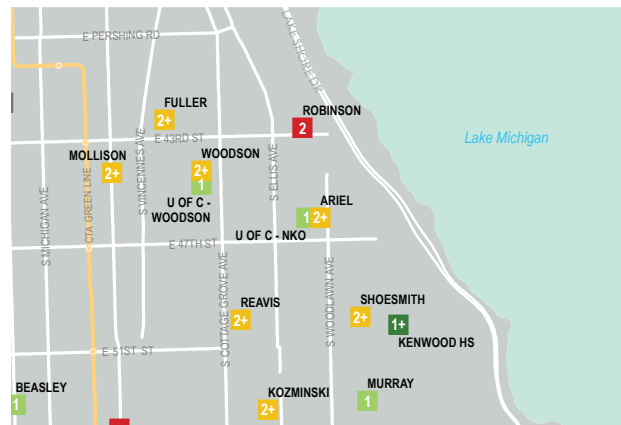 E PERSHING RD
LAKE SHORE DR
FULLER
2+
ROBINSON
2
E 43RD ST
Lake Michigan
MOLLISON
2+
WOODSON
2+
1
U OF C -
WOODSON
ARIEL
1 2+
U OF C - NKO
E 47TH ST
S MICHIGAN AVE
CTA GREEN LINE
S VINCENNES AVE
S ELLIS AVE
S COTTAGE GROVE AVE
S WOODLAWN AVE
REAVIS
2+
SHOESMITH
2+
1+
KENWOOD HS
E 51ST ST
BEASLEY
1
KOZMINSKI
2+
MURRAY
1